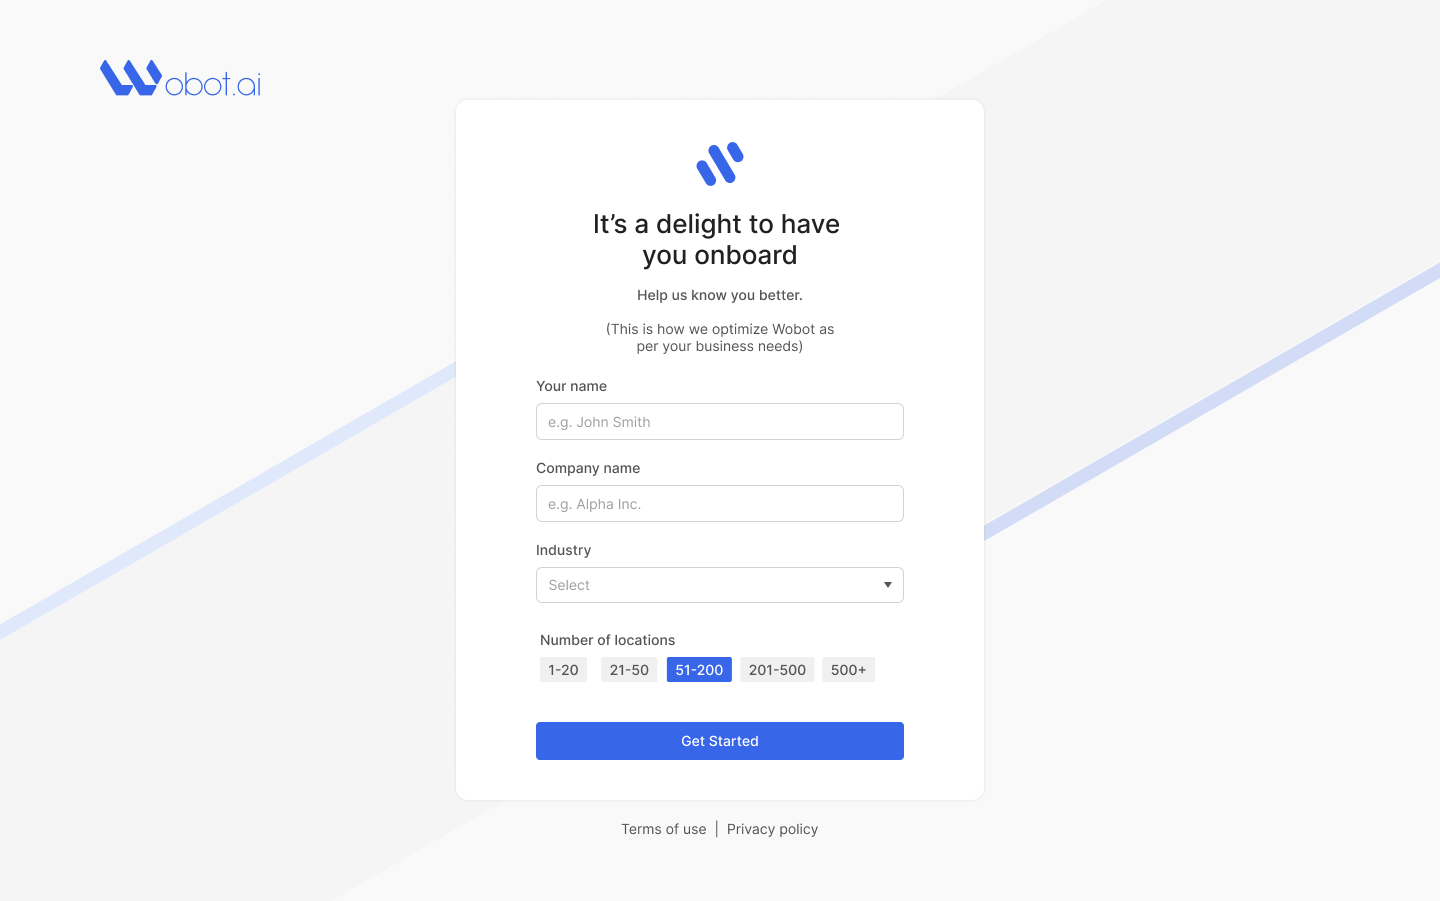 Wobot.ai
It’s a delight to have
you onboard
Help us know you better.
(This is how we optimize Wobot as
per your business needs)
Your name
e.g. John Smith
Company name
e.g. Alpha Inc.
Industry
Select
Number of locations
1-20 21-50 51-200 201-500 500+
Get Started
Terms of use | Privacy policy